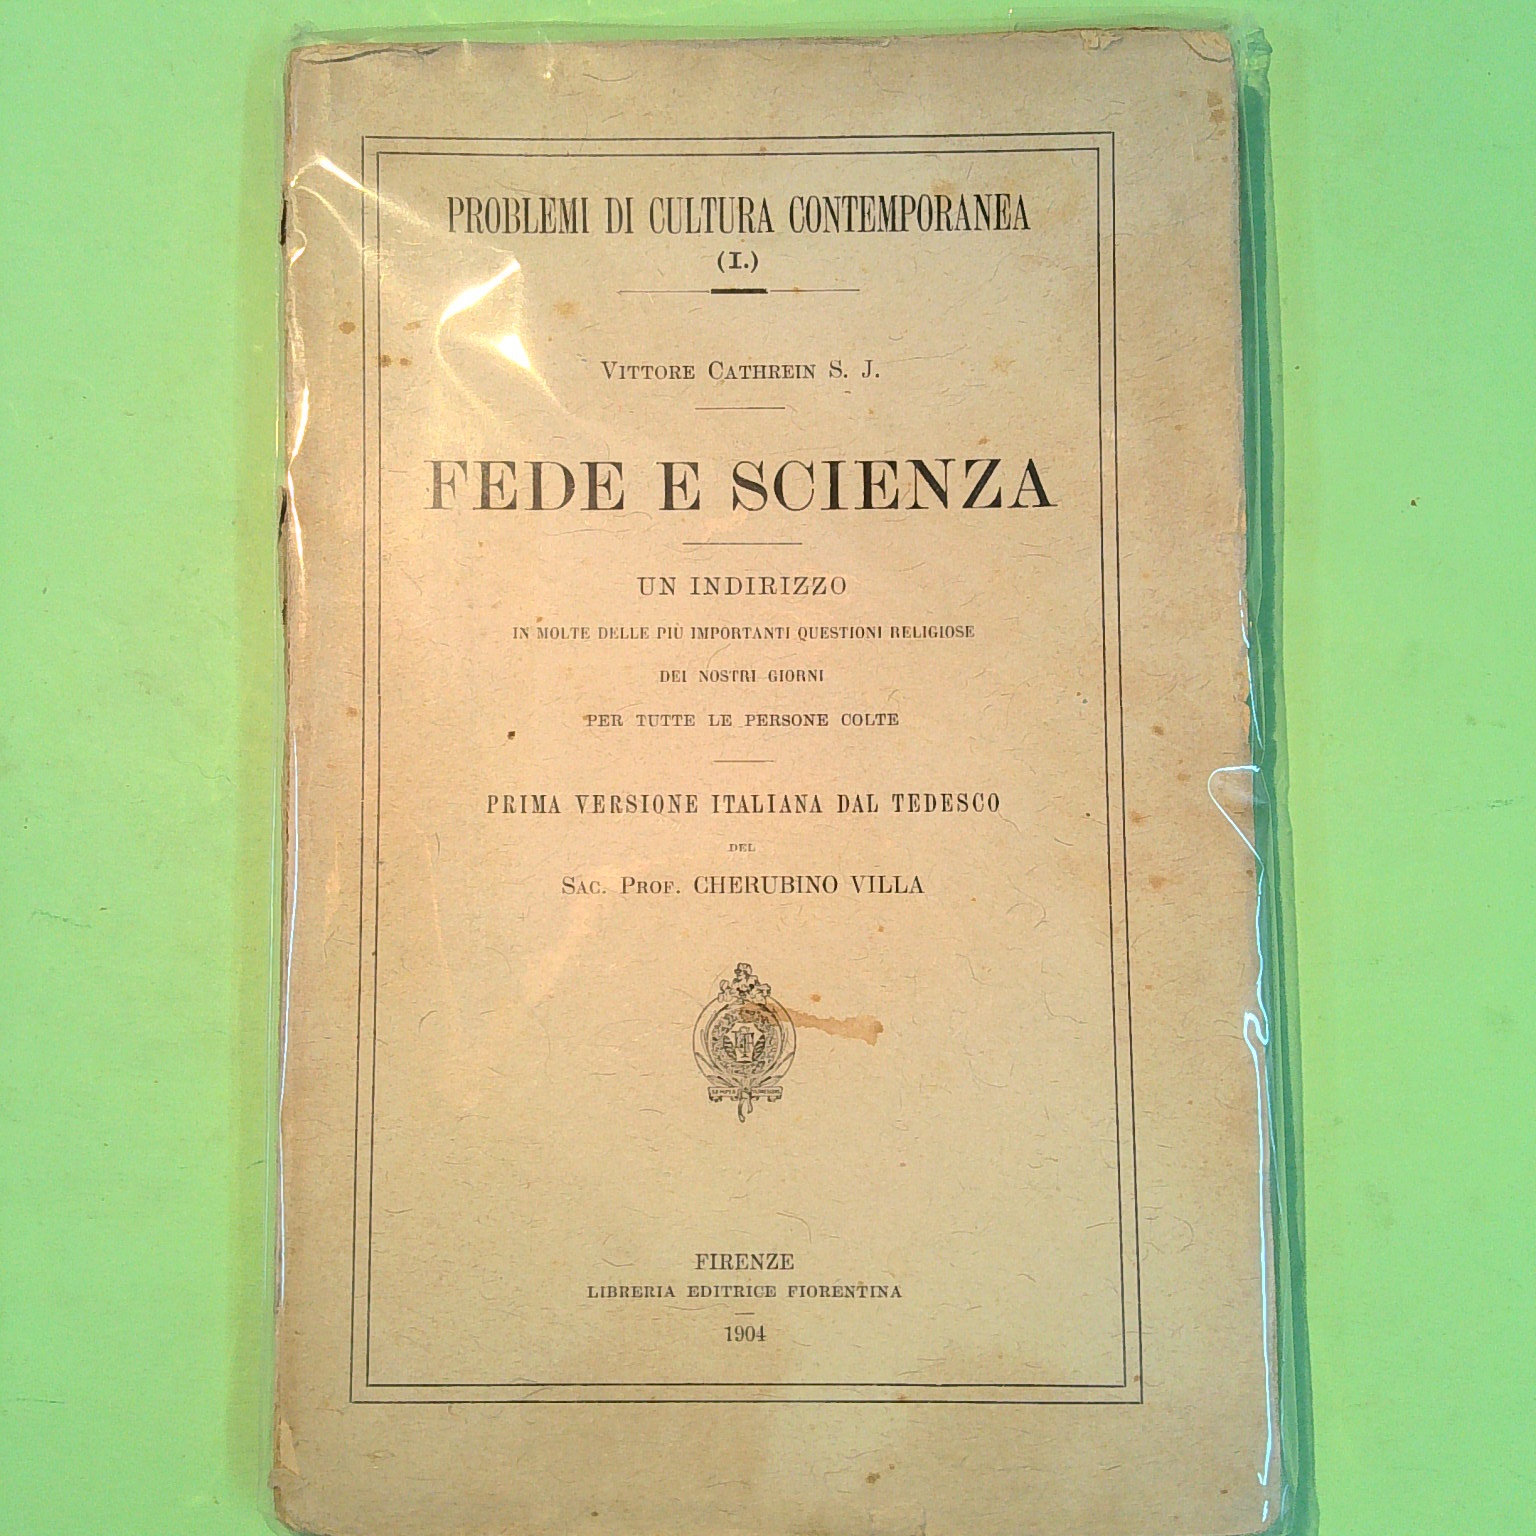 PROBLEMI DI CULTURA CONTEMPORANEA
(I.)
VITTORE CATHREIN S. J.
FEDE E SCIENZA
UN INDIRIZZO
IN MOLTE DELLE PIÙ IMPORTANTI QUESTIONI RELIGIOSE
DEI NOSTRI GIORNI
PER TUTTE LE PERSONE COLTE
PRIMA VERSIONE ITALIANA DAL TEDESCO
DEL
SAC. PROF. CHERUBINO VILLA
FIRENZE
LIBRERIA EDITRICE FIORENTINA
1904